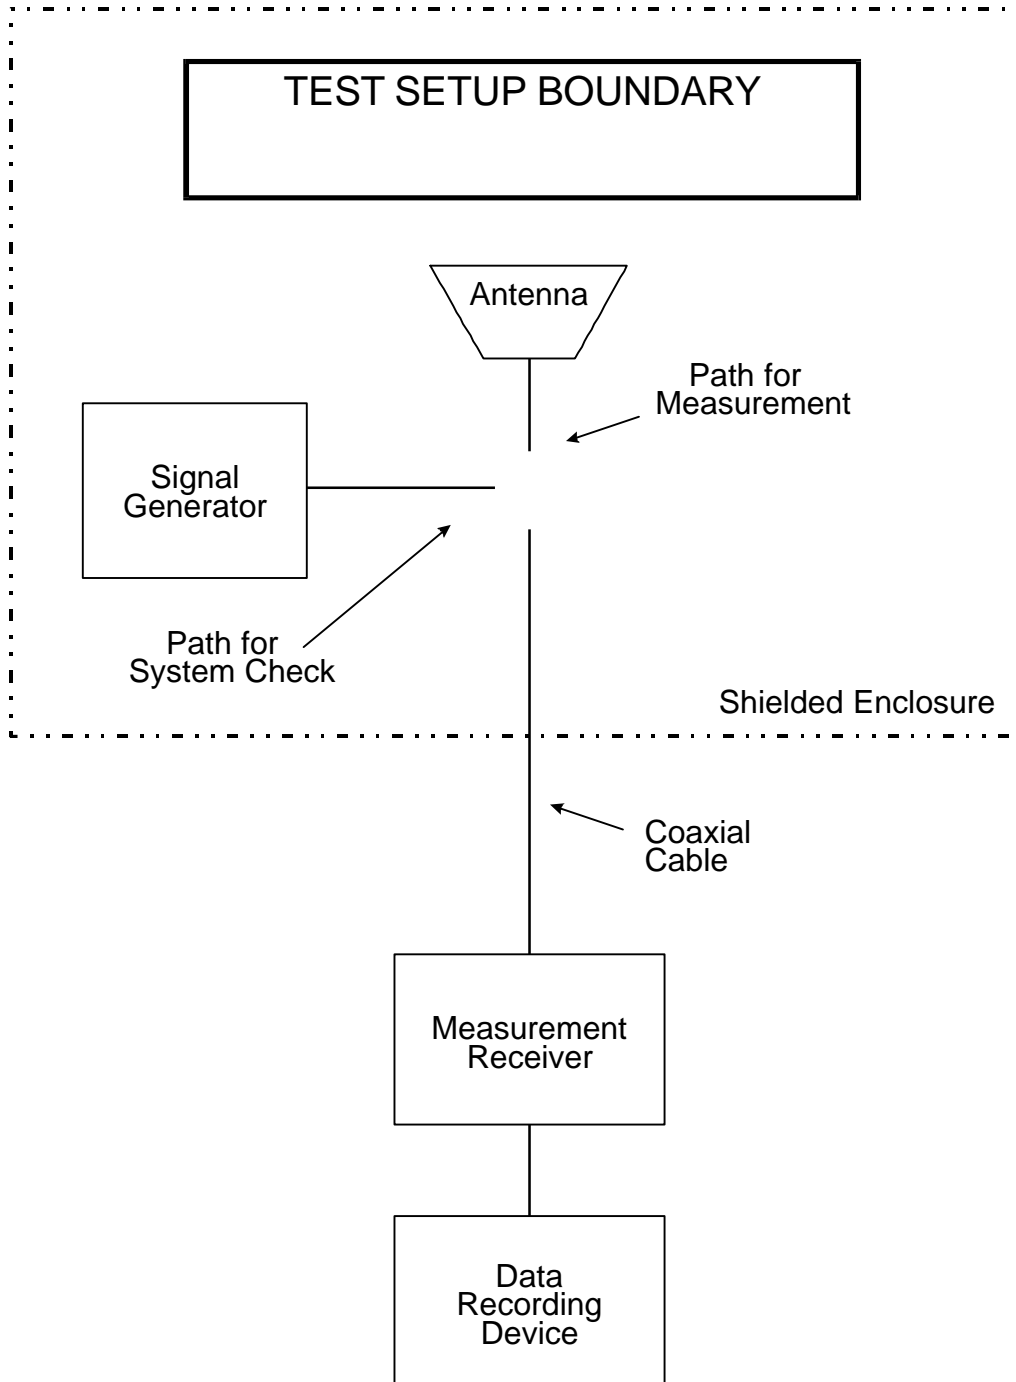 TEST SETUP BOUNDARY
Antenna
Path for
Measurement
Signal
Generator
Path for
System Check
Shielded Enclosure
Coaxial
Cable
Measurement
Receiver
Data
Recording
Device